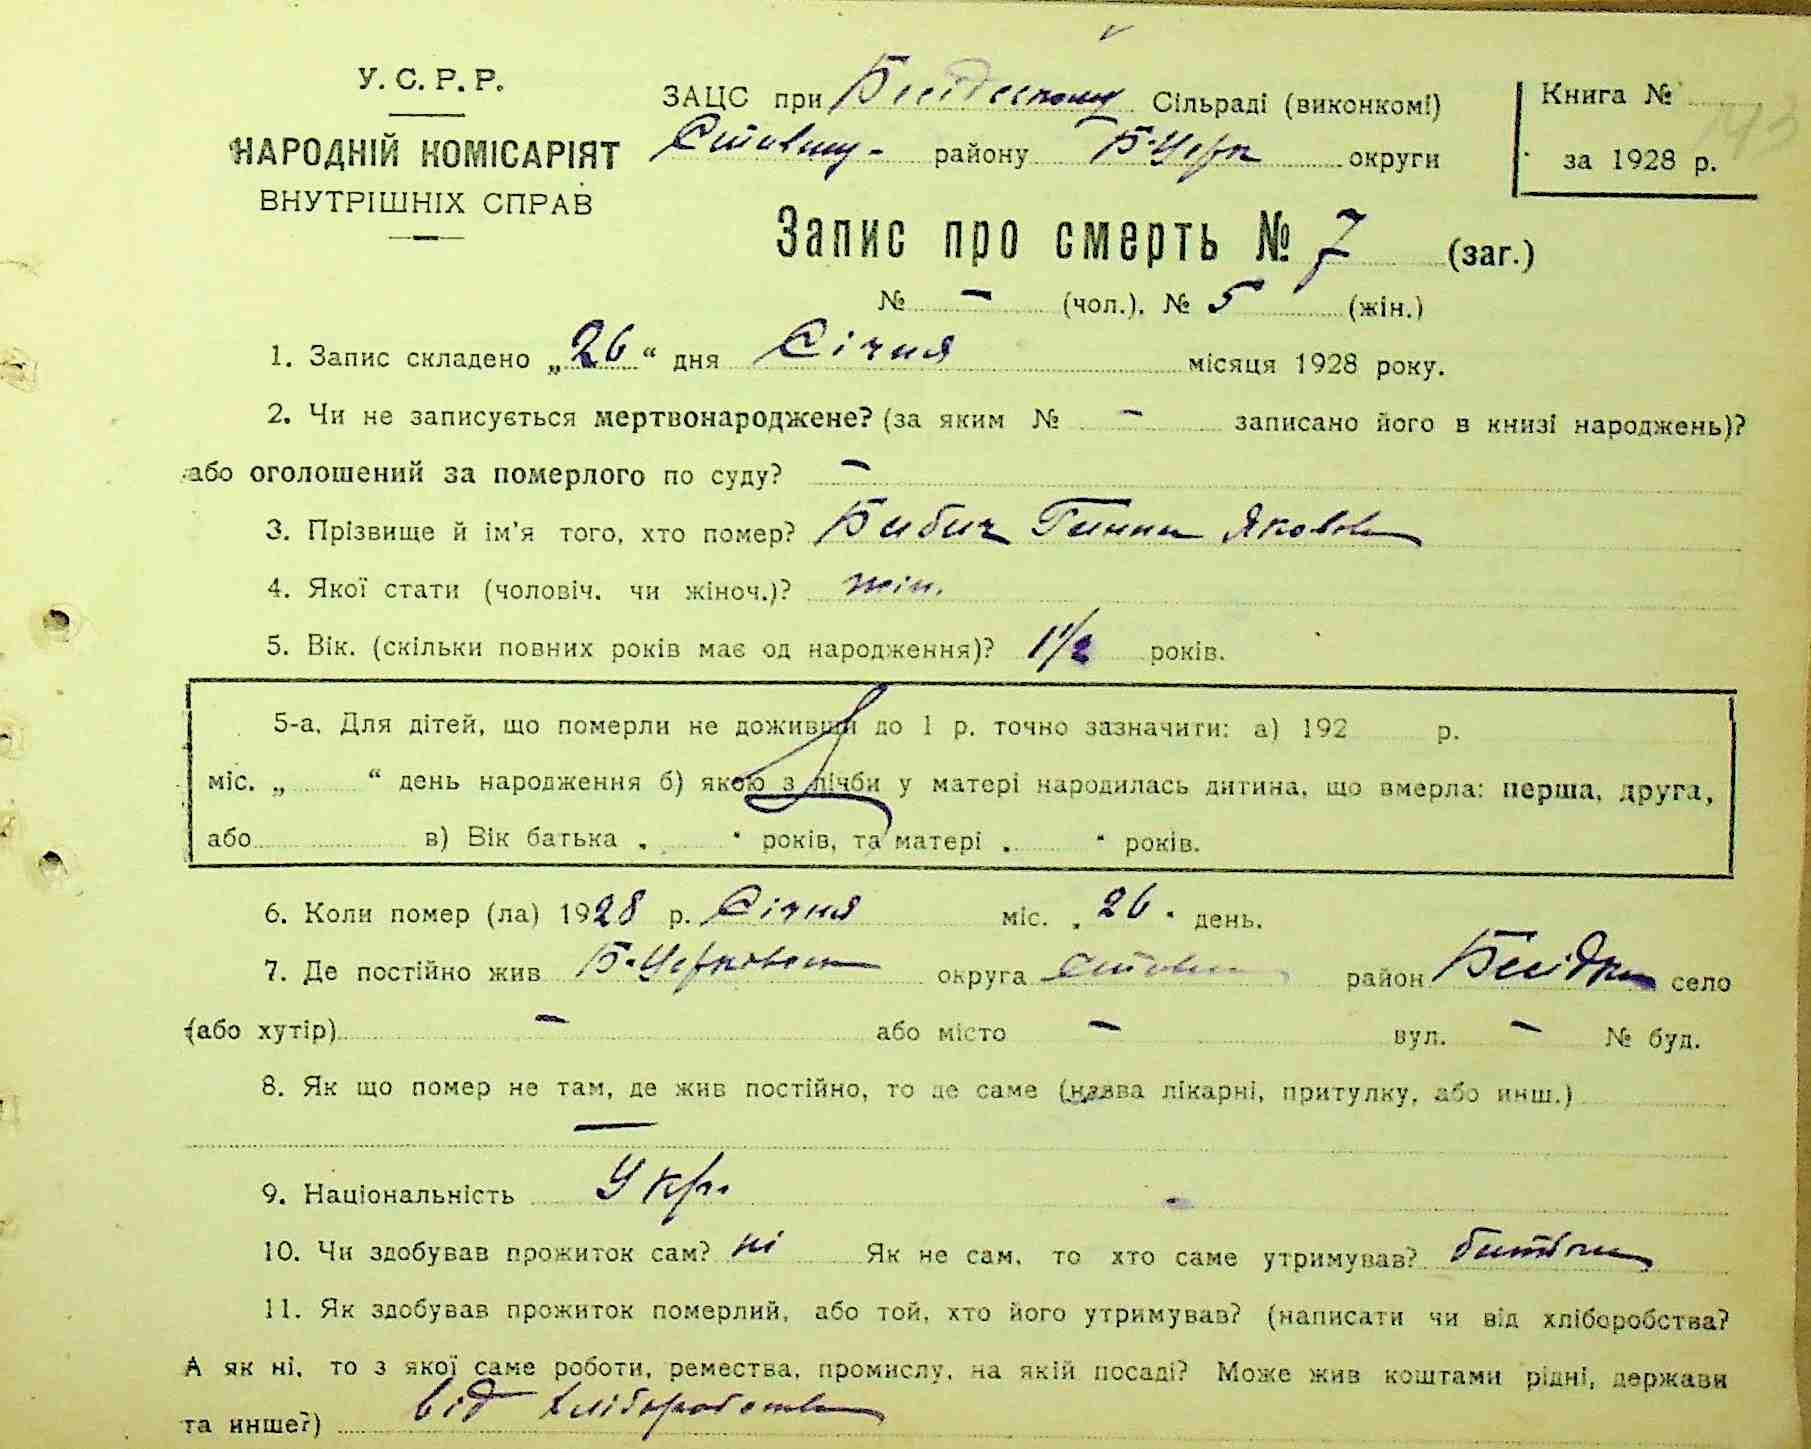 У. С. Р. Р.
НАРОДНІЙ КОМІСАРІЯТ
ВНУТРІШНІХ СПРАВ
ЗАЦС при Сільраді (виконкомі)
району Б-Церк округи
Книга №
за 1928 р.
Запис про смерть № 7 (заг.)
№ - (чол.), № 5 (жін.)
1. Запис складено „26“ дня Січня місяця 1928 року.
2. Чи не записується мертвонароджене? (за яким № - записано його в книзі народжень)?
або оголошений за померлого по суду? -
3. Прізвище й ім'я того, хто помер? Ганна Яковов
4. Якої стати (чоловіч. чи жіноч.)? жін.
5. Вік. (скільки повних років має од народження)? 1 1/2 років.
5-а. Для дітей, що померли не доживши до 1 р. точно зазначити: а) 192 р.
міс. „ “ день народження б) якою з лічби у матері народилась дитина, що вмерла: перша, друга,
або в) Вік батька „ “ років, та матері „ “ років.
6. Коли помер (ла) 1928 р. Січня міс. „26“ день.
7. Де постійно жив Б-Церківськ округа район село
(або хутір) - або місто - вул. - № буд.
8. Як що помер не там, де жив постійно, то де саме (назва лікарні, притулку, або инш.)
-
9. Національність Укр.
10. Чи здобував прожиток сам? ні Як не сам, то хто саме утримував? батьки
11. Як здобував прожиток померлий, або той, хто його утримував? (написати чи від хліборобства?
А як ні, то з якої саме роботи, ремества, промислу, на якій посаді? Може жив коштами рідні, держави
та инше?) від хліборобства